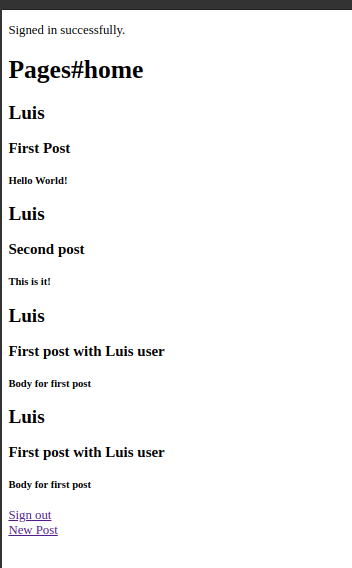 Signed in successfully.
Pages#home
Luis
First Post
Hello World!
Luis
Second post
This is it!
Luis
First post with Luis user
Body for first post
Luis
First post with Luis user
Body for first post
Sign out
New Post